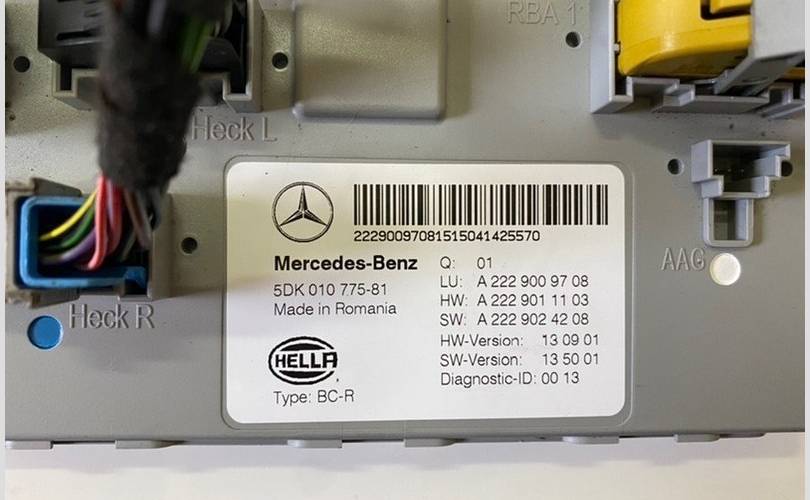 RBA 1
Heck L
22290097081515041425570
Mercedes-Benz
5DK 010 775-81
Made in Romania
Q: 01
LU: A 222 900 97 08
HW: A 222 901 11 03
SW: A 222 902 42 08
HW-Version: 13 09 01
SW-Version: 13 50 01
Diagnostic-ID: 00 13
HELLA
Type: BC-R
AAG
Heck R